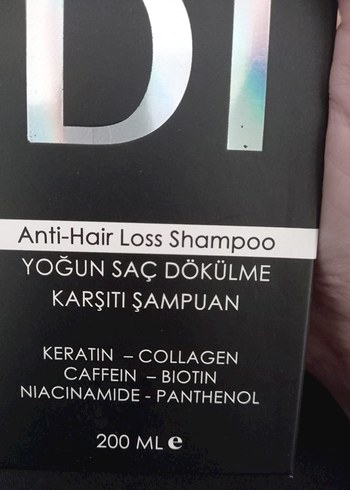 DI
Anti-Hair Loss Shampoo
YOĞUN SAÇ DÖKÜLME
KARŞITI ŞAMPUAN
KERATIN – COLLAGEN
CAFFEIN – BIOTIN
NIACINAMIDE - PANTHENOL
200 ML e